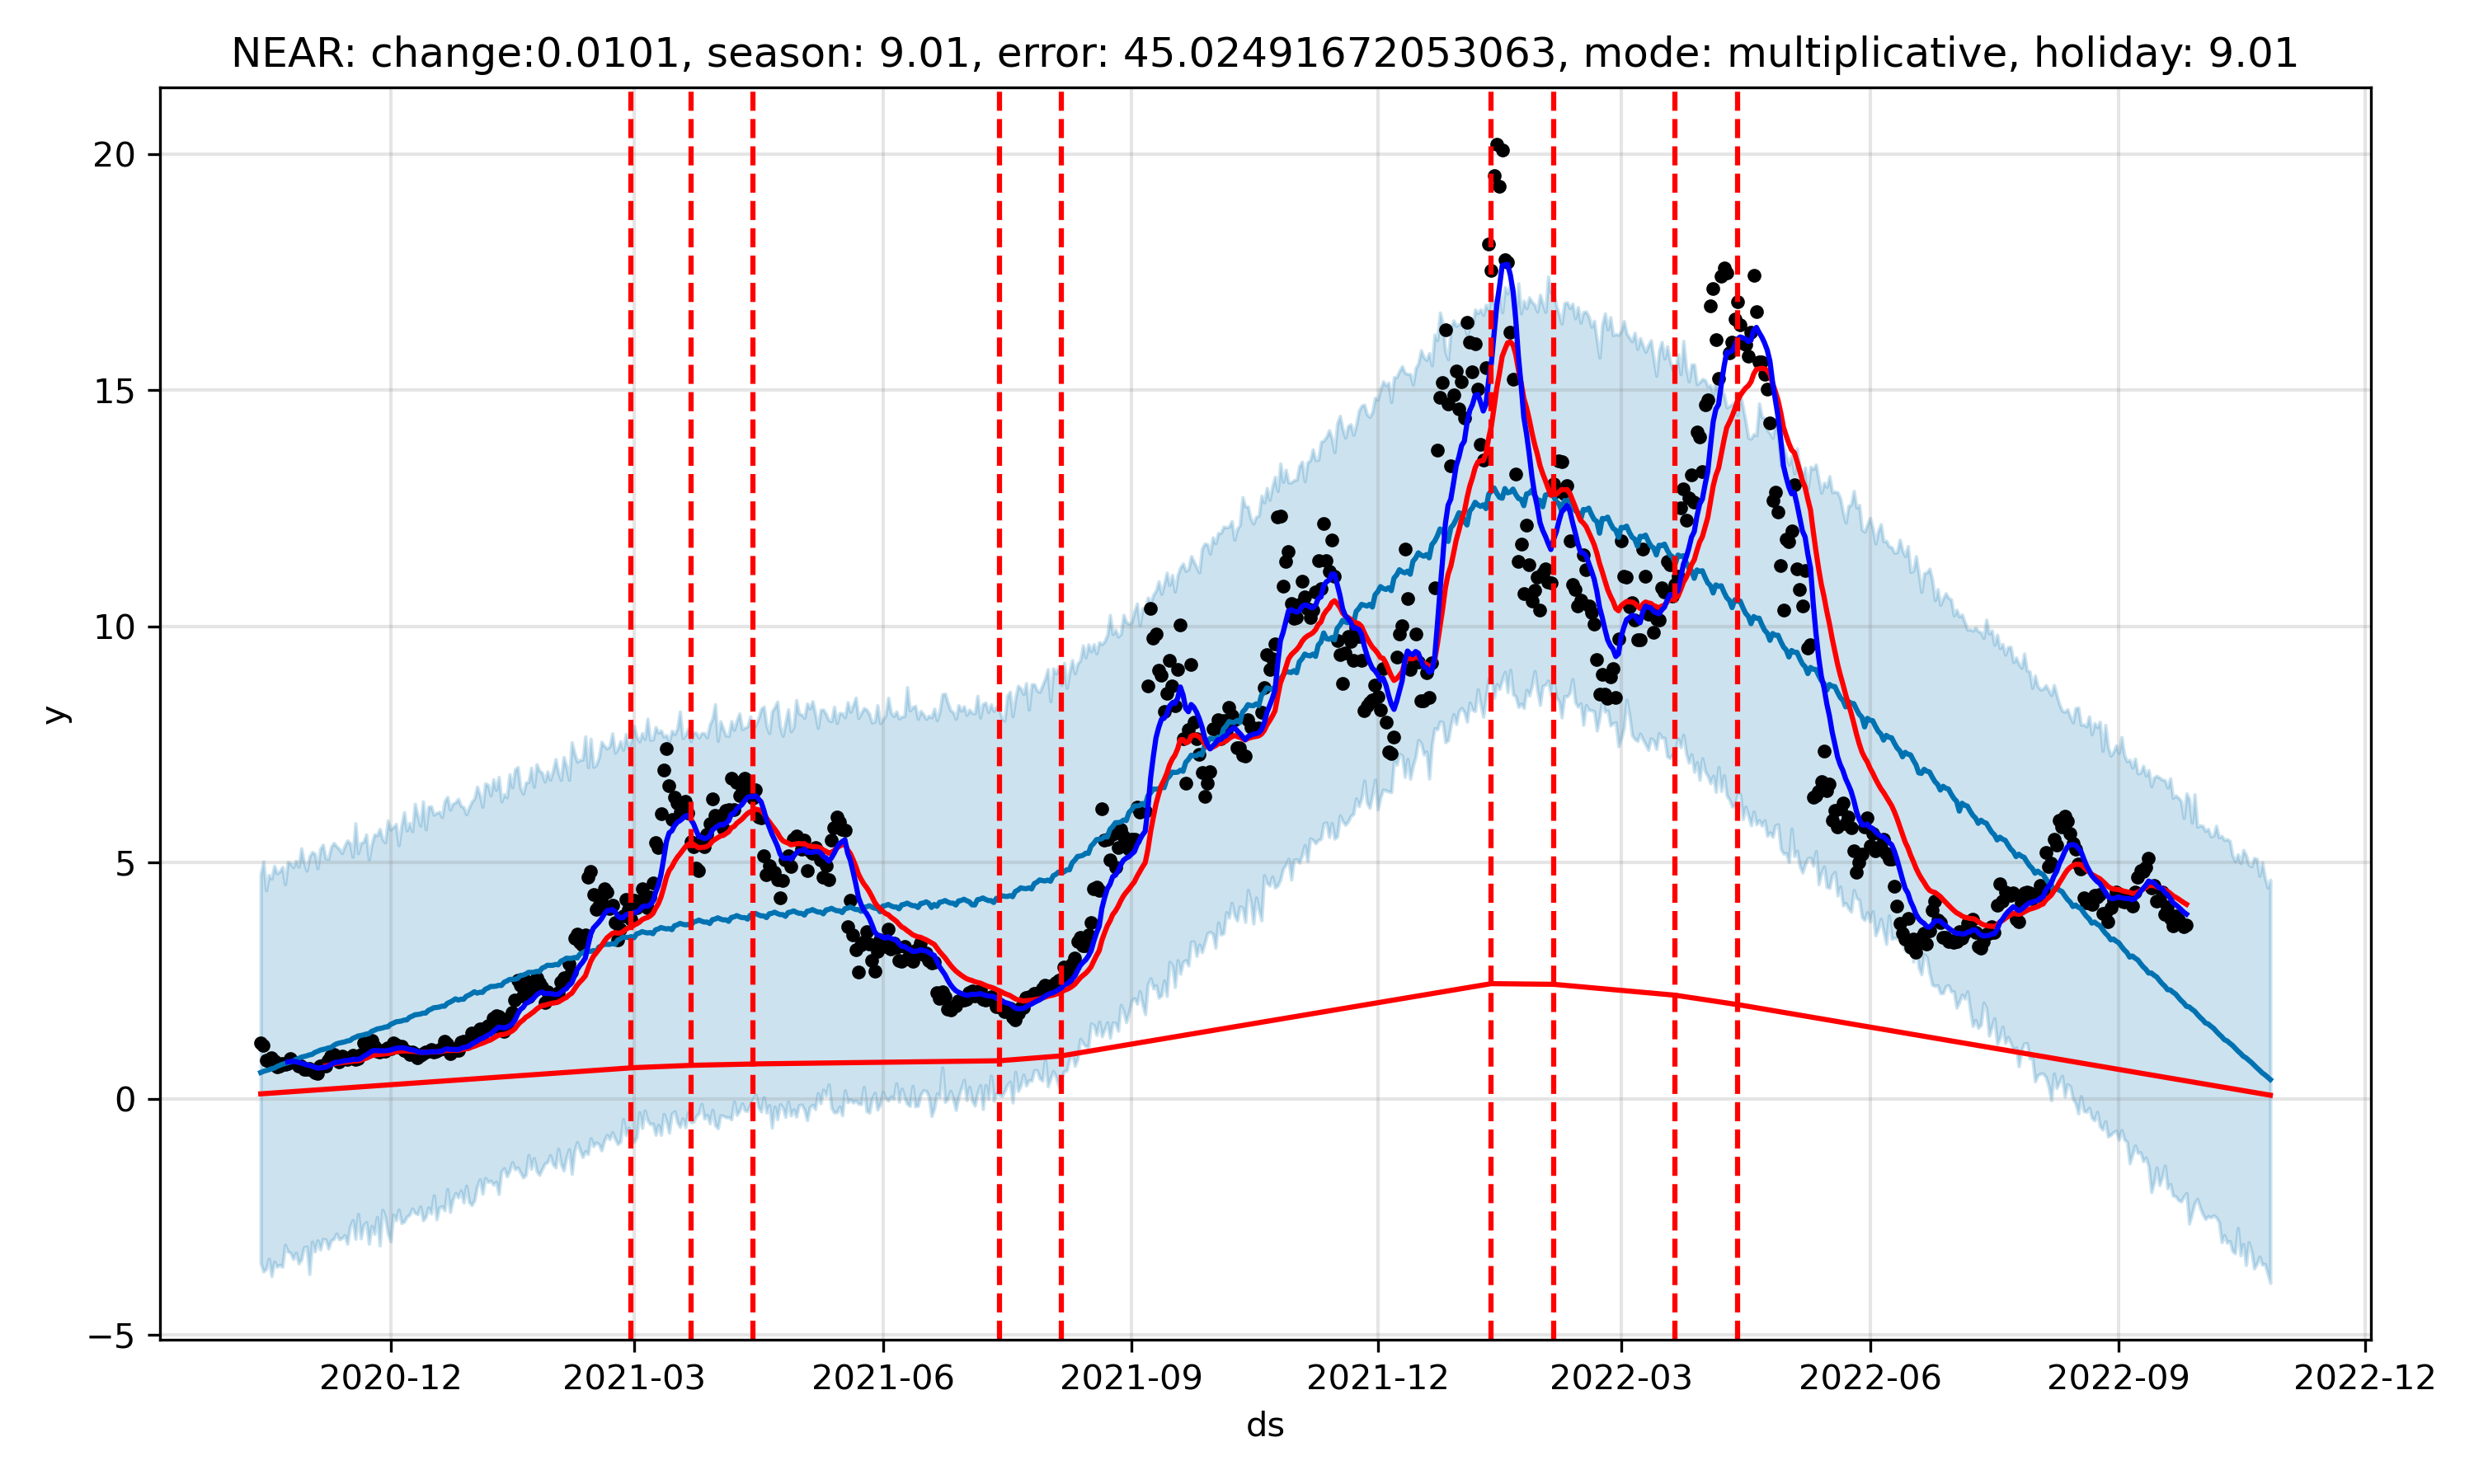 NEAR: change:0.0101, season: 9.01, error: 45.02491672053063, mode: multiplicative, holiday: 9.01
20
15
10
5
0
−5
y
2020-12 2021-03 2021-06 2021-09 2021-12 2022-03 2022-06 2022-09 2022-12
ds